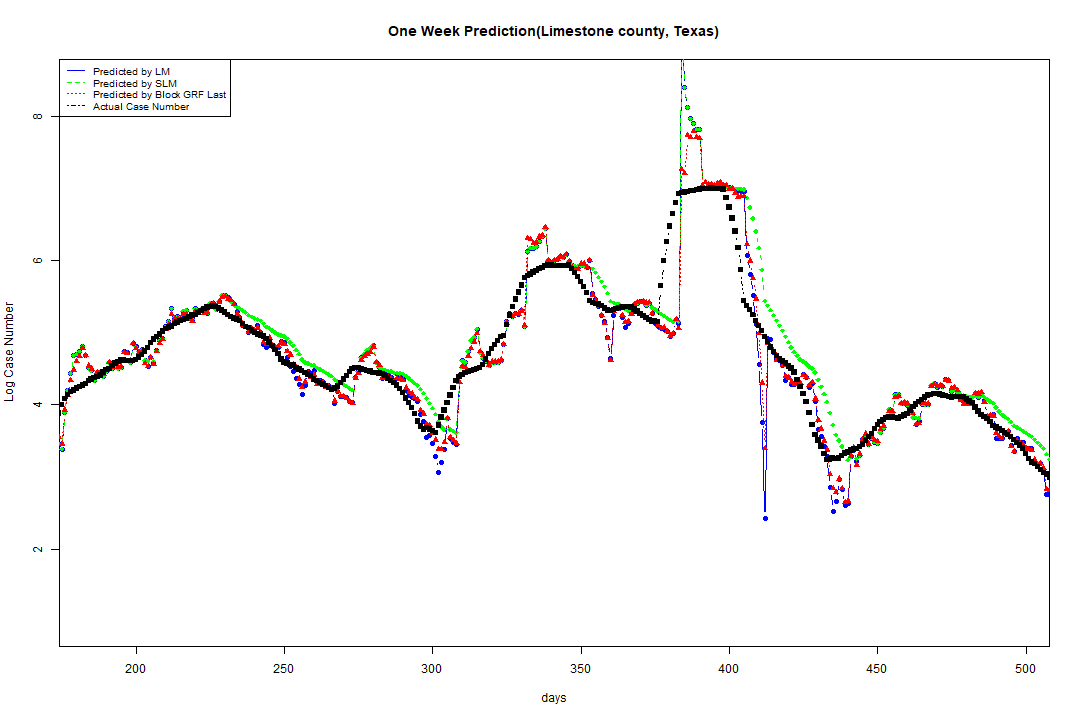 One Week Prediction(Limestone county, Texas)
Predicted by LM
Predicted by SLM
Predicted by Block GRF Last
Actual Case Number
8
6
4
2
Log Case Number
200 250 300 350 400 450 500
days